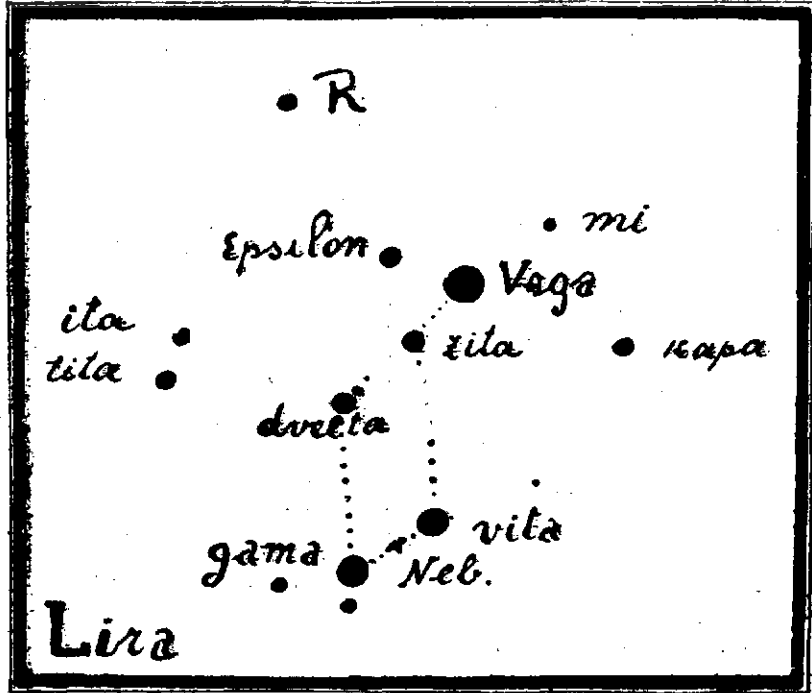 R
mi
Epsilon
Vega
ita
zita
kapa
tita
dvelta
vita
gama
Neb.
Lira